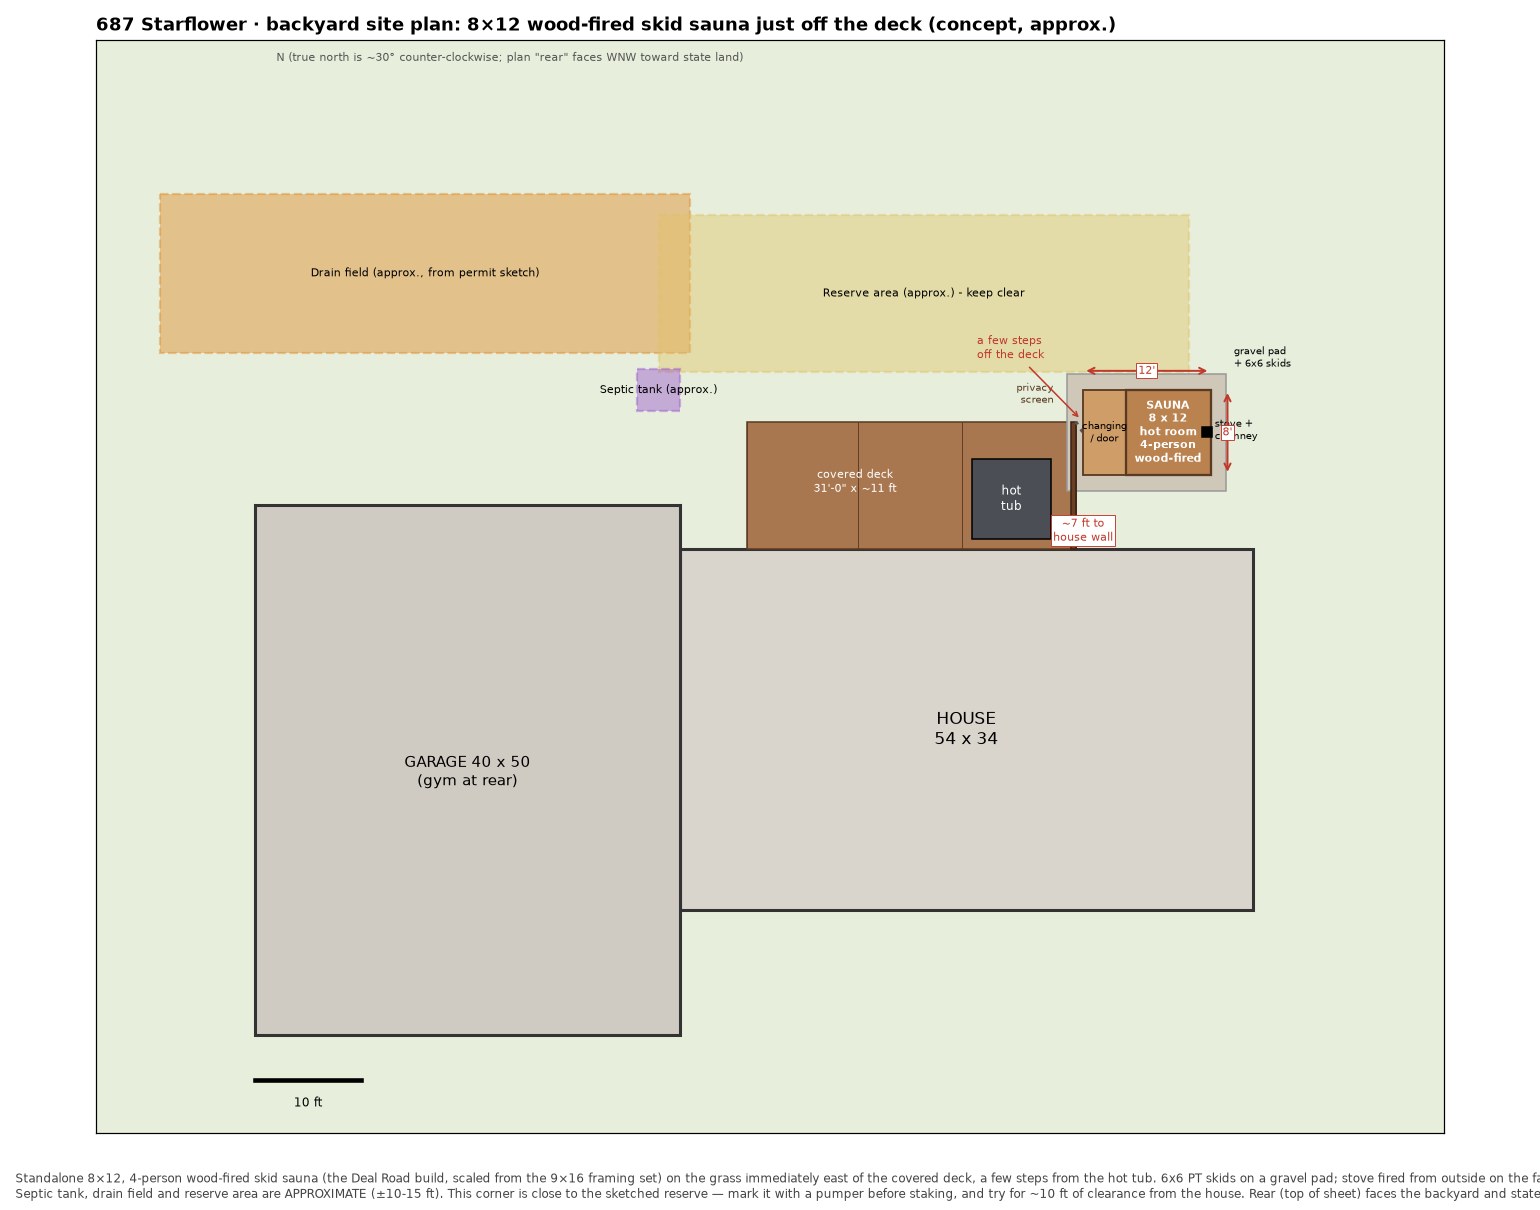 687 Starflower · backyard site plan: 8×12 wood-fired skid sauna just off the deck (concept, approx.)
N (true north is ~30° counter-clockwise; plan "rear" faces WNW toward state land)
Drain field (approx., from permit sketch)
Reserve area (approx.) - keep clear
a few steps
off the deck
gravel pad
+ 6x6 skids
12'
Septic tank (approx.)
privacy
screen
changing
/ door
SAUNA
8 x 12
hot room
4-person
wood-fired
stove +
chimney
8'
covered deck
31'-0" x ~11 ft
hot
tub
~7 ft to
house wall
HOUSE
54 x 34
GARAGE 40 x 50
(gym at rear)
10 ft
Standalone 8×12, 4-person wood-fired skid sauna (the Deal Road build, scaled from the 9×16 framing set) on the grass immediately east of the covered deck, a few steps from the hot tub. 6x6 PT skids on a gravel pad; stove fired from outside on the
Septic tank, drain field and reserve area are APPROXIMATE (±10-15 ft). This corner is close to the sketched reserve — mark it with a pumper before staking, and try for ~10 ft of clearance from the house. Rear (top of sheet) faces the backyard and state